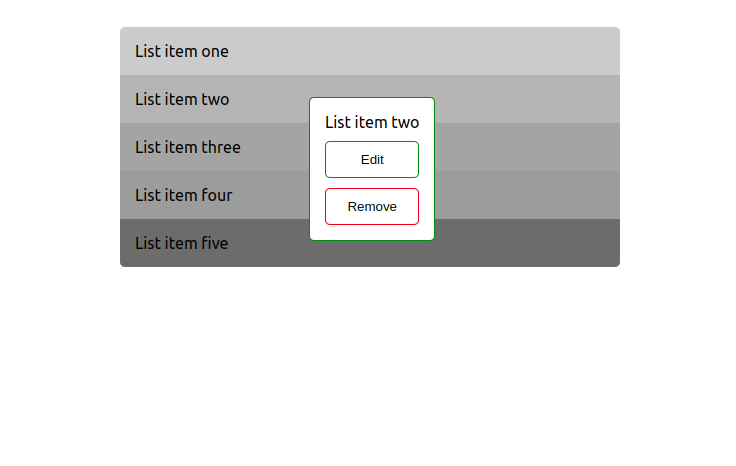 List item one
List item two
List item three
List item four
List item five
List item two
Edit
Remove